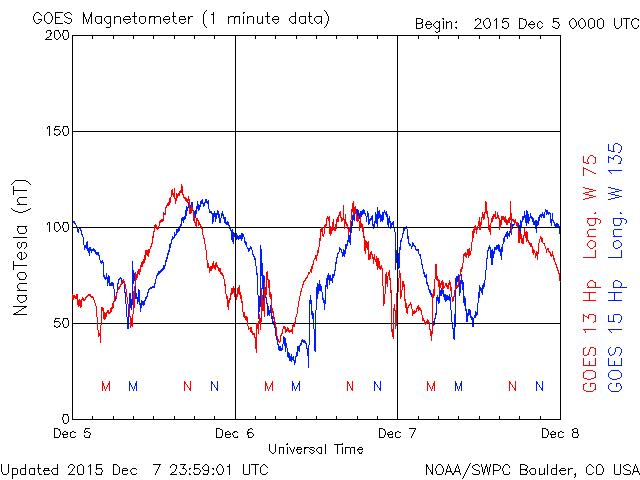 GOES Magnetometer (1 minute data)
Begin: 2015 Dec 5 0000 UTC
200
150
100
50
0
NanoTesla (nT)
GOES 13 Hp Long. W 75
GOES 15 Hp Long. W 135
M M N N M M N N M M N N
Dec 5 Dec 6 Dec 7 Dec 8
Universal Time
Updated 2015 Dec 7 23:59:01 UTC
NOAA/SWPC Boulder, CO USA